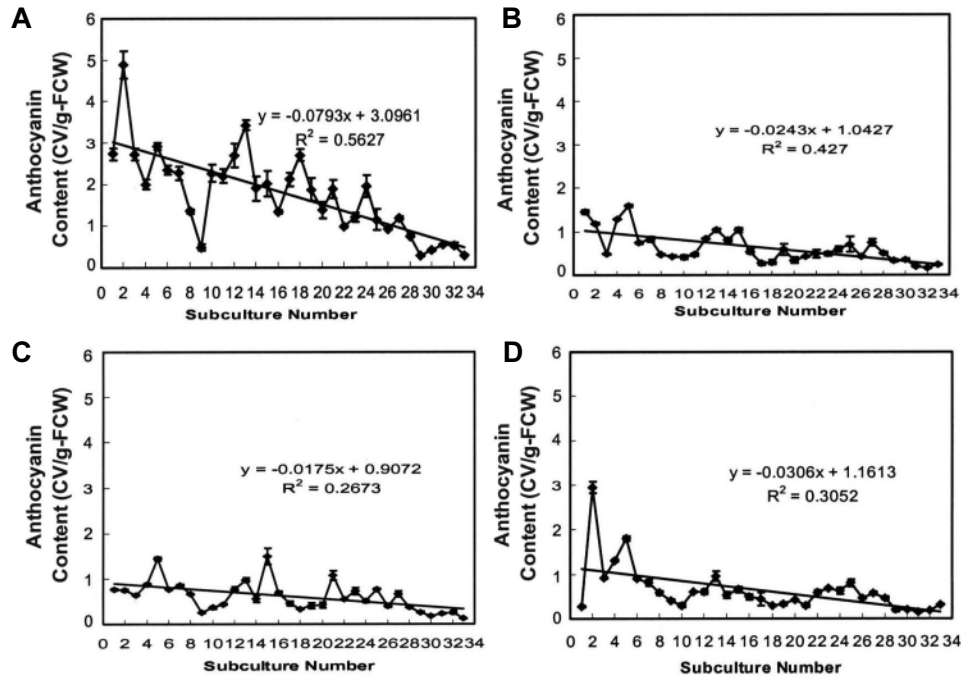 A
Anthocyanin
Content (CV/g-FCW)
6
5
4
3
2
1
0
y = -0.0793x + 3.0961
R² = 0.5627
0 2 4 6 8 10 12 14 16 18 20 22 24 26 28 30 32 34
Subculture Number
B
Anthocyanin
Content (CV/g-FCW)
6
5
4
3
2
1
0
y = -0.0243x + 1.0427
R² = 0.427
0 2 4 6 8 10 12 14 16 18 20 22 24 26 28 30 32 34
Subculture Number
C
Anthocyanin
Content (CV/g-FCW)
6
5
4
3
2
1
0
y = -0.0175x + 0.9072
R² = 0.2673
0 2 4 6 8 10 12 14 16 18 20 22 24 26 28 30 32 34
Subculture Number
D
Anthocyanin
Content (CV/g-FCW)
6
5
4
3
2
1
0
y = -0.0306x + 1.1613
R² = 0.3052
0 2 4 6 8 10 12 14 16 18 20 22 24 26 28 30 32 34
Subculture Number